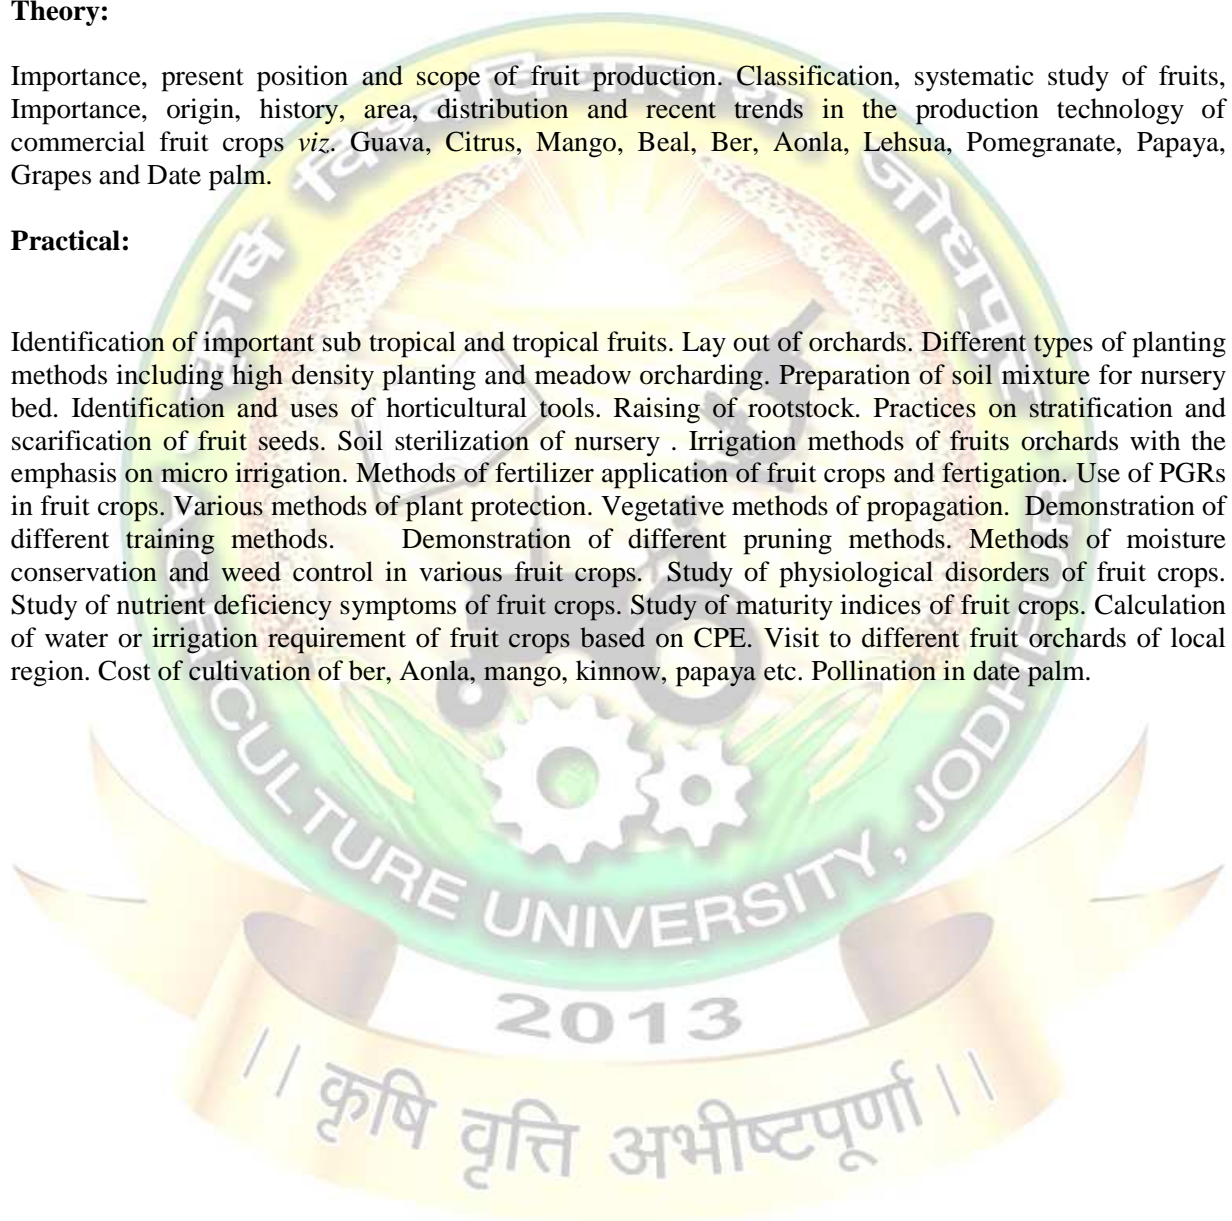 Theory:
Importance, present position and scope of fruit production. Classification, systematic study of fruits,
Importance, origin, history, area, distribution and recent trends in the production technology of
commercial fruit crops viz. Guava, Citrus, Mango, Beal, Ber, Aonla, Lehsua, Pomegranate, Papaya,
Grapes and Date palm.
Practical:
Identification of important sub tropical and tropical fruits. Lay out of orchards. Different types of planting
methods including high density planting and meadow orcharding. Preparation of soil mixture for nursery
bed. Identification and uses of horticultural tools. Raising of rootstock. Practices on stratification and
scarification of fruit seeds. Soil sterilization of nursery . Irrigation methods of fruits orchards with the
emphasis on micro irrigation. Methods of fertilizer application of fruit crops and fertigation. Use of PGRs
in fruit crops. Various methods of plant protection. Vegetative methods of propagation. Demonstration of
different training methods. Demonstration of different pruning methods. Methods of moisture
conservation and weed control in various fruit crops. Study of physiological disorders of fruit crops.
Study of nutrient deficiency symptoms of fruit crops. Study of maturity indices of fruit crops. Calculation
of water or irrigation requirement of fruit crops based on CPE. Visit to different fruit orchards of local
region. Cost of cultivation of ber, Aonla, mango, kinnow, papaya etc. Pollination in date palm.
कृषि विश्वविद्यालय जोधपुर
AGRICULTURE UNIVERSITY, JODHPUR
2013
|| कृषि वृत्ति अभीष्टपूर्णा ||